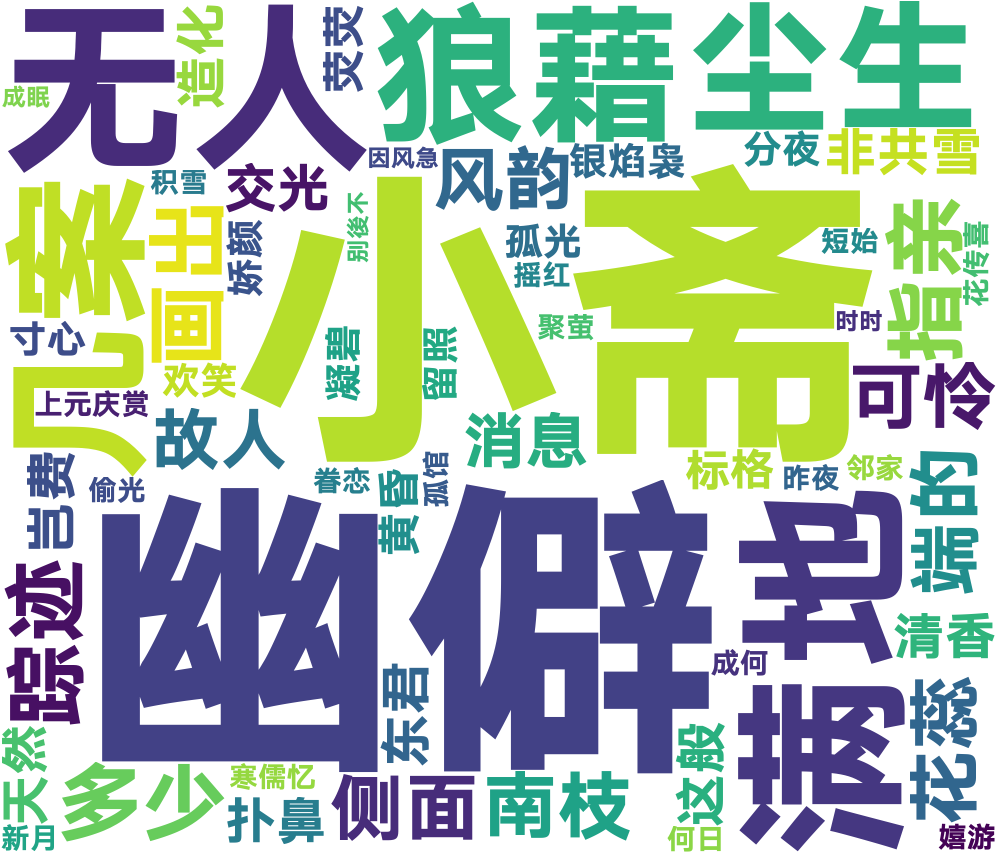 无人
造化
荧荧
狼藉
尘生
成眠
因风急
分夜
非共雪
积雪
交光
风韵
银焰袅
几案
画出
娇颜
别後不
小斋
孤光
摇红
短始
指亲
花传喜
聚萤
时时
寸心
凝碧
留照
欢笑
可怜
上元庆赏
故人
消息
标格
昨夜
邻家
岂费
偷光
眷恋
黄昏
孤馆
端的
幽僻
满地
踪迹
清香
成何
东君
花蕊
天然
多少
寒儒忆
侧面
南枝
这般
新月
扑鼻
何日
嬉游